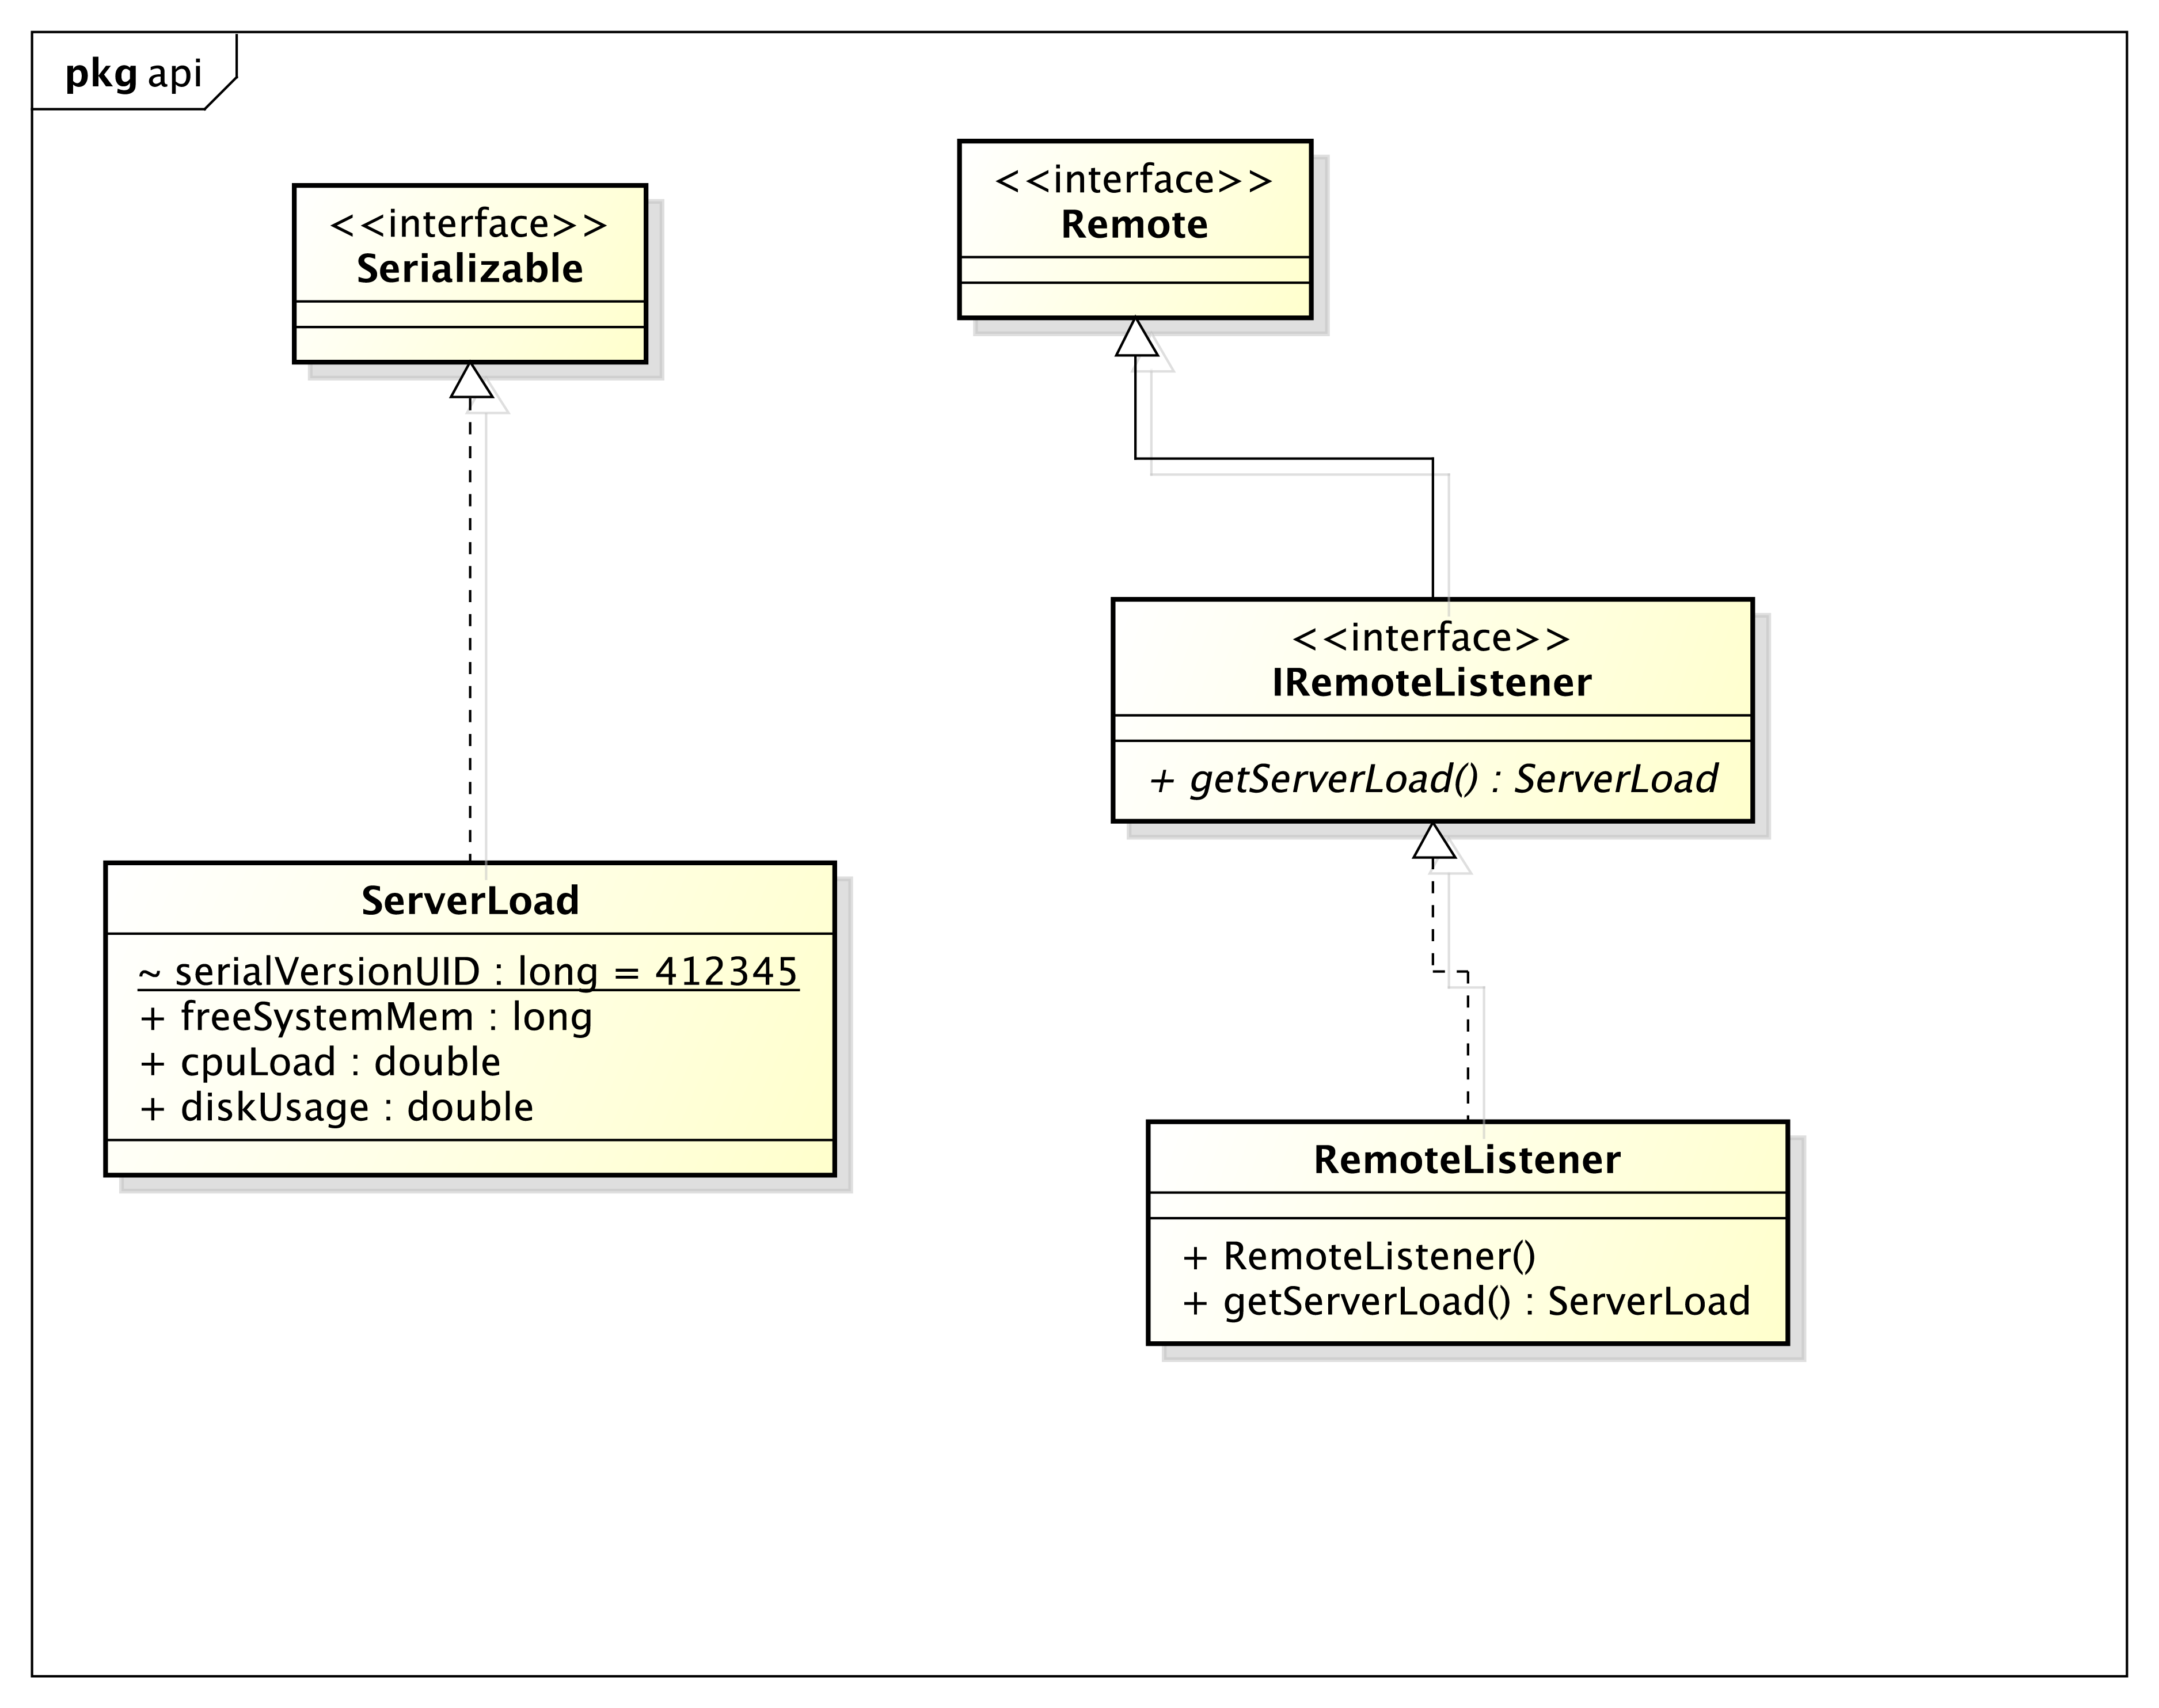 pkg api
<<interface>>
Serializable
<<interface>>
Remote
<<interface>>
IRemoteListener
+ getServerLoad() : ServerLoad
ServerLoad
~ serialVersionUID : long = 412345
+ freeSystemMem : long
+ cpuLoad : double
+ diskUsage : double
RemoteListener
+ RemoteListener()
+ getServerLoad() : ServerLoad